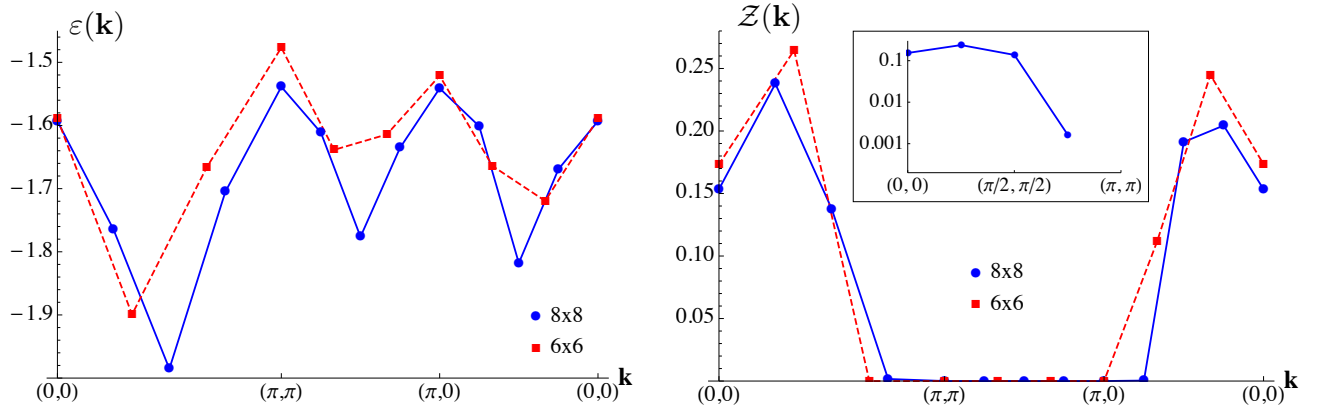 ε(k)
−1.5
−1.6
−1.7
−1.8
−1.9
8x8
6x6
(0,0)
(π,π)
(π,0)
(0,0)
k
Z(k)
0.25
0.20
0.15
0.10
0.05
0.1
0.01
0.001
(0, 0)
(π/2, π/2)
(π, π)
8x8
6x6
(0,0)
(π,π)
(π,0)
(0,0)
k